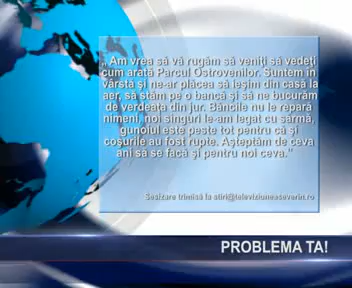 „ Am vrea să vă rugăm să veniți să vedeți
cum arată Parcul Ostrovenilor. Suntem în
vârstă și ne-ar plăcea să ieșim din casă la
aer, să stăm pe o bancă și să ne bucurăm
de verdeața din jur. Băncile nu le repară
nimeni, noi singuri le-am legat cu sârmă,
gunoiul este peste tot pentru că și
coșurile au fost rupte. Așteptăm de ceva
ani să se facă și pentru noi ceva."
Sesizare trimisă la stiri@televiziuneaseverin.ro
PROBLEMA TA!